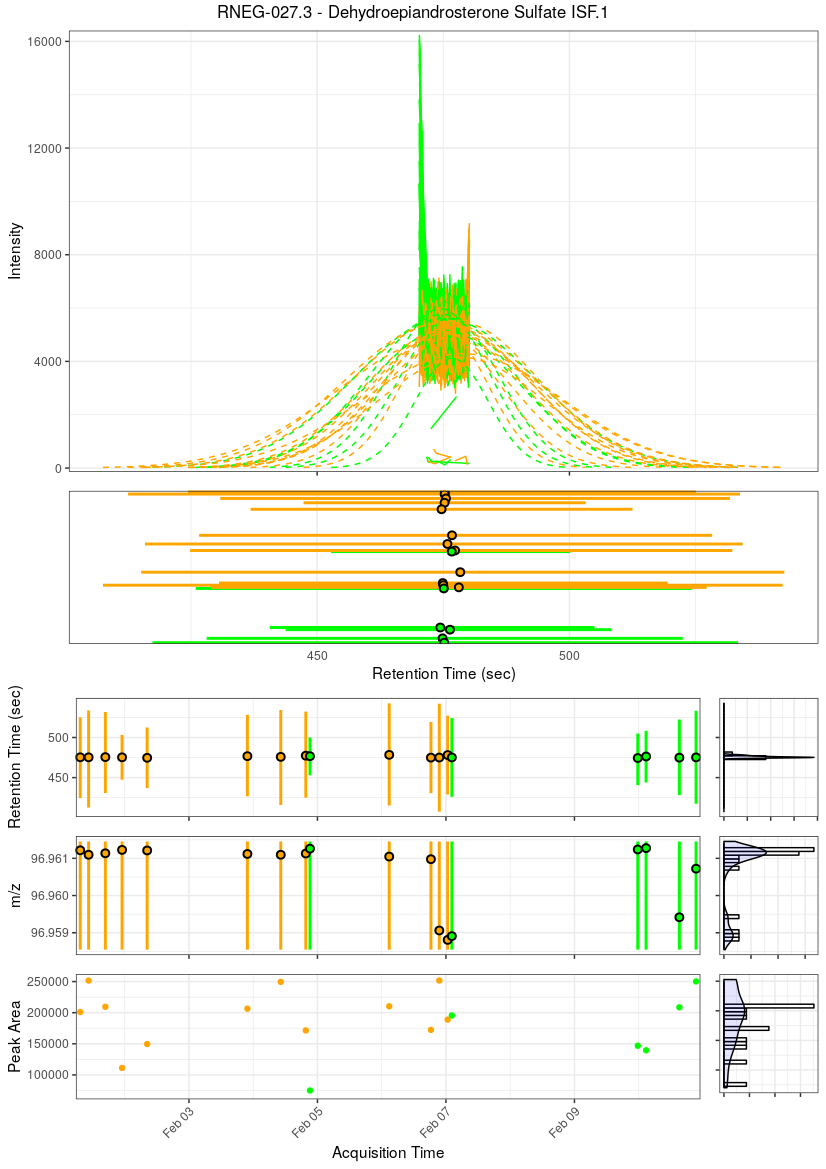 RNEG-027.3 - Dehydroepiandrosterone Sulfate ISF.1
16000
12000
8000
4000
0
Intensity
450
500
Retention Time (sec)
500
450
Retention Time (sec)
96.961
96.960
96.959
m/z
250000
200000
150000
100000
Peak Area
Feb 03
Feb 05
Feb 07
Feb 09
Acquisition Time